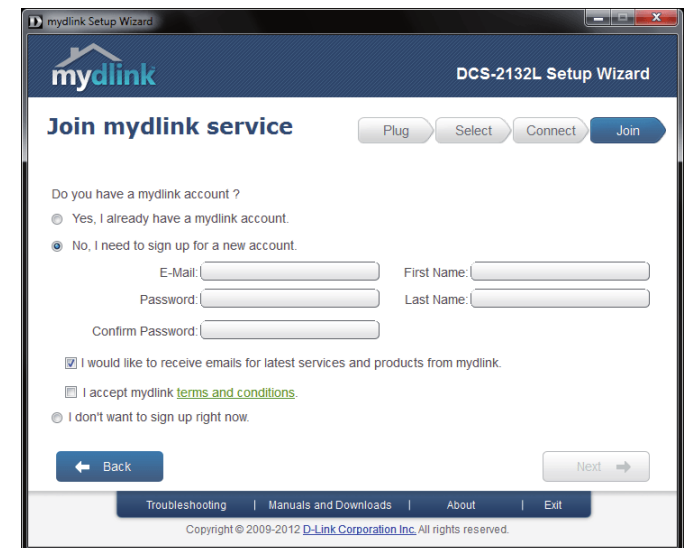 mydlink Setup Wizard
mydlink
DCS-2132L Setup Wizard
Join mydlink service
Plug Select Connect Join
Do you have a mydlink account ?
Yes, I already have a mydlink account.
No, I need to sign up for a new account.
E-Mail: First Name:
Password: Last Name:
Confirm Password:
I would like to receive emails for latest services and products from mydlink.
I accept mydlink terms and conditions.
I don't want to sign up right now.
Back Next
Troubleshooting | Manuals and Downloads | About | Exit
Copyright © 2009-2012 D-Link Corporation Inc. All rights reserved.